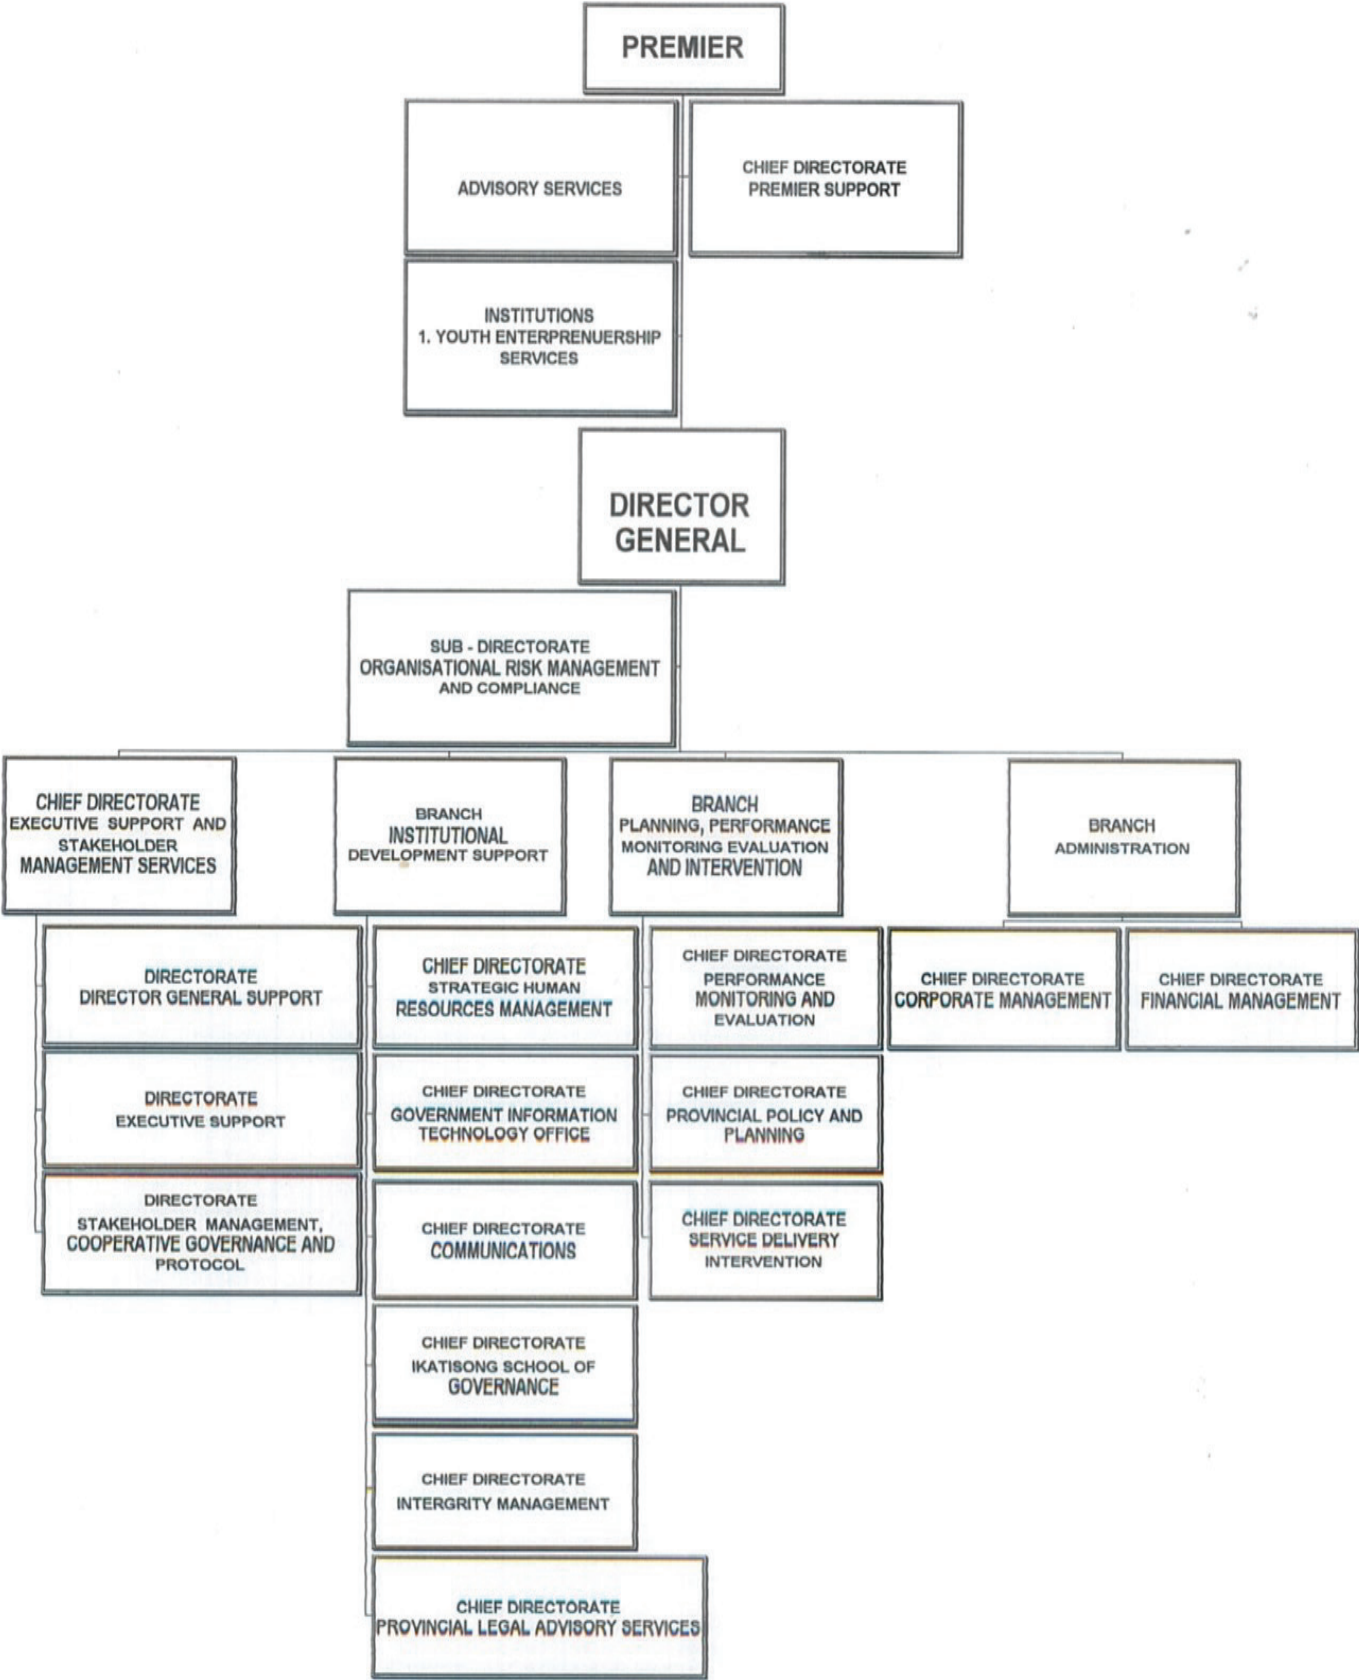 PREMIER
ADVISORY SERVICES
CHIEF DIRECTORATE
PREMIER SUPPORT
INSTITUTIONS
1. YOUTH ENTERPRENUERSHIP
SERVICES
DIRECTOR
GENERAL
SUB - DIRECTORATE
ORGANISATIONAL RISK MANAGEMENT
AND COMPLIANCE
CHIEF DIRECTORATE
EXECUTIVE SUPPORT AND
STAKEHOLDER
MANAGEMENT SERVICES
BRANCH
INSTITUTIONAL
DEVELOPMENT SUPPORT
BRANCH
PLANNING, PERFORMANCE
MONITORING EVALUATION
AND INTERVENTION
BRANCH
ADMINISTRATION
DIRECTORATE
DIRECTOR GENERAL SUPPORT
DIRECTORATE
EXECUTIVE SUPPORT
DIRECTORATE
STAKEHOLDER MANAGEMENT,
COOPERATIVE GOVERNANCE AND
PROTOCOL
CHIEF DIRECTORATE
STRATEGIC HUMAN
RESOURCES MANAGEMENT
CHIEF DIRECTORATE
GOVERNMENT INFORMATION
TECHNOLOGY OFFICE
CHIEF DIRECTORATE
COMMUNICATIONS
CHIEF DIRECTORATE
IKATISONG SCHOOL OF
GOVERNANCE
CHIEF DIRECTORATE
INTERGRITY MANAGEMENT
CHIEF DIRECTORATE
PROVINCIAL LEGAL ADVISORY SERVICES
CHIEF DIRECTORATE
PERFORMANCE
MONITORING AND
EVALUATION
CHIEF DIRECTORATE
PROVINCIAL POLICY AND
PLANNING
CHIEF DIRECTORATE
SERVICE DELIVERY
INTERVENTION
CHIEF DIRECTORATE
CORPORATE MANAGEMENT
CHIEF DIRECTORATE
FINANCIAL MANAGEMENT